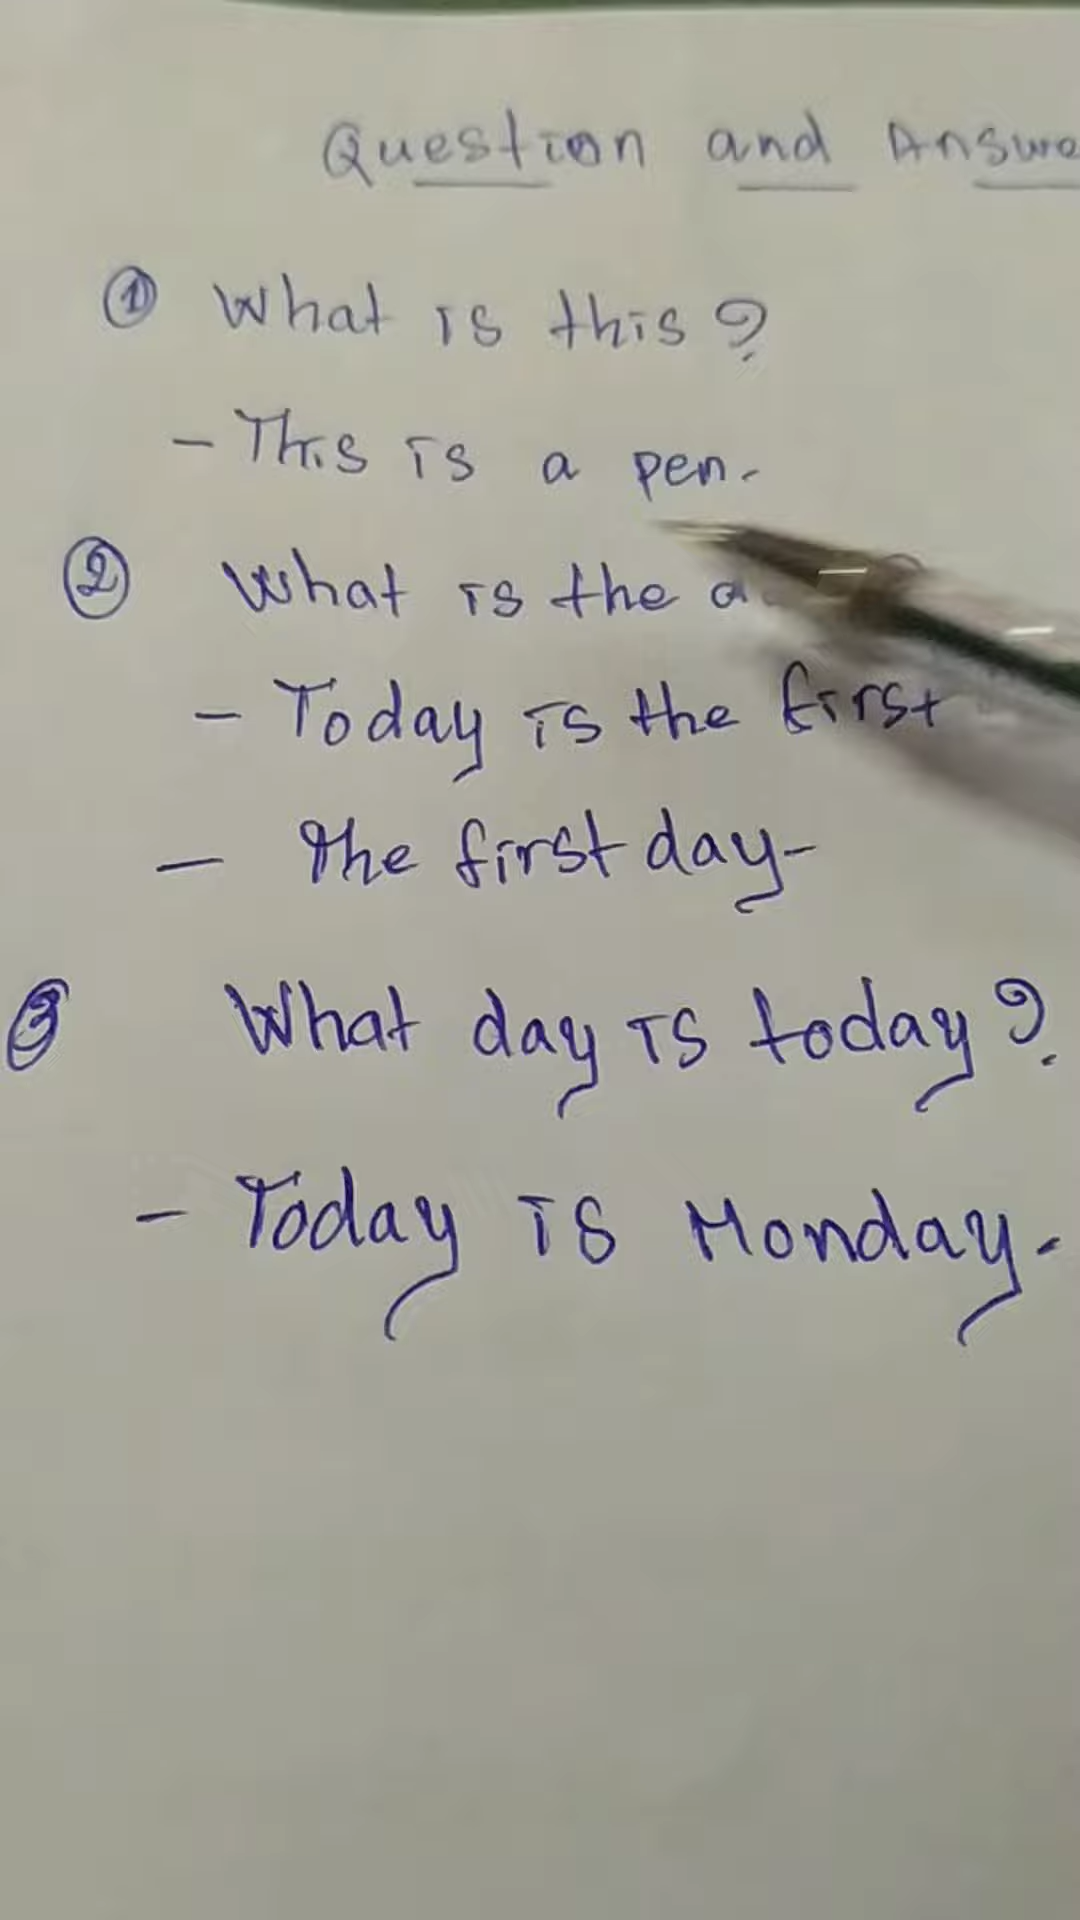 Question and Answe
① What is this?
- This is a pen.
② What is the
- Today is the first
- the first day-
③ What day is today?
- Today is Monday.